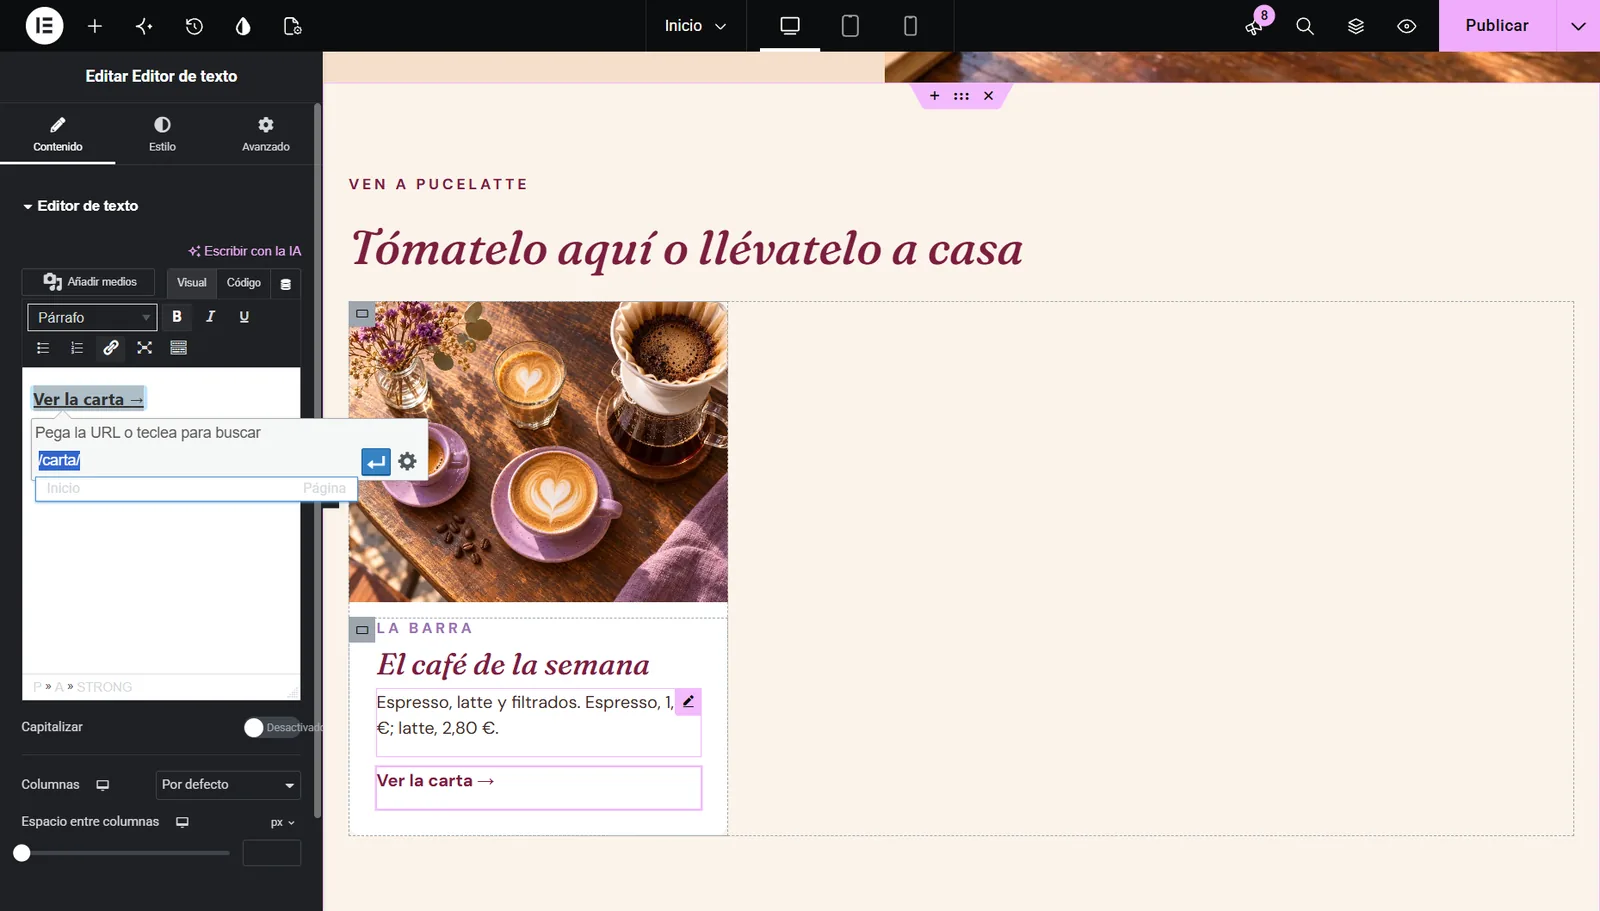 Inicio
8
Publicar
Editar Editor de texto
Contenido
Estilo
Avanzado
Editor de texto
Escribir con la IA
Añadir medios
Visual
Código
Párrafo
B I U
Ver la carta →
Pega la URL o teclea para buscar
/carta/
Inicio
Página
P » A » STRONG
Capitalizar
Desactivado
Columnas
Por defecto
Espacio entre columnas
px
VEN A PUCELATTE
Tómatelo aquí o llévatelo a casa
LA BARRA
El café de la semana
Espresso, latte y filtrados. Espresso, 1,
€; latte, 2,80 €.
Ver la carta →